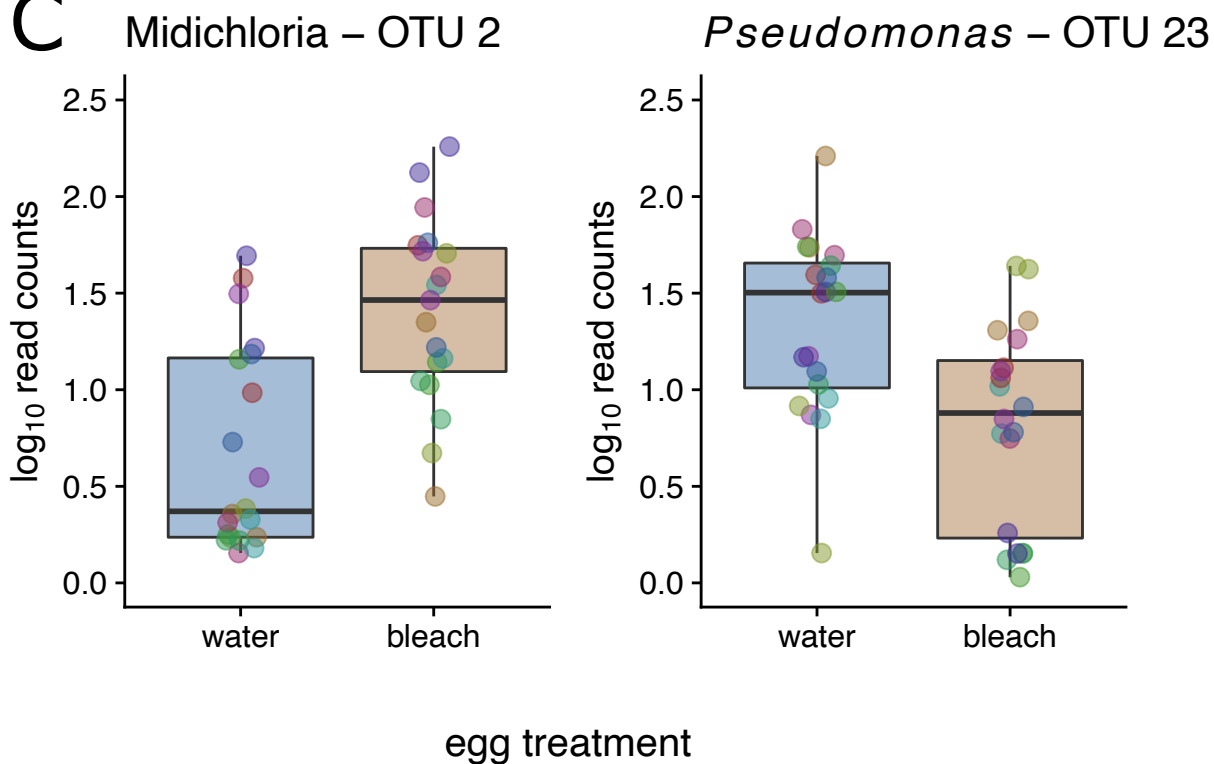 C
Midichloria – OTU 2
Pseudomonas – OTU 23
log₁₀ read counts
2.5
2.0
1.5
1.0
0.5
0.0
water
bleach
log₁₀ read counts
2.5
2.0
1.5
1.0
0.5
0.0
water
bleach
egg treatment